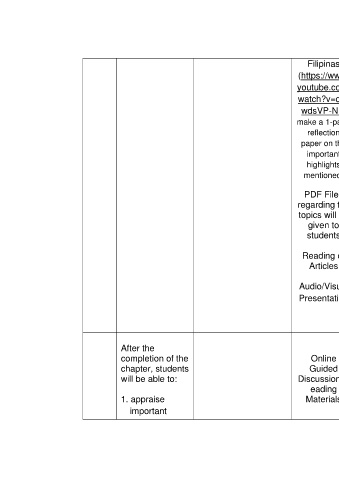 Filipinas
(https://ww
youtube.co
watch?v=
wdsVP-N
make a 1-pa
reflection
paper on th
important
highlights
mentioned
PDF File
regarding t
topics will
given to
students
Reading
Articles
Audio/Visu
Presentati
After the
completion of the
chapter, students
will be able to:
1. appraise
important
Online
Guided
Discussion
eading
Materials